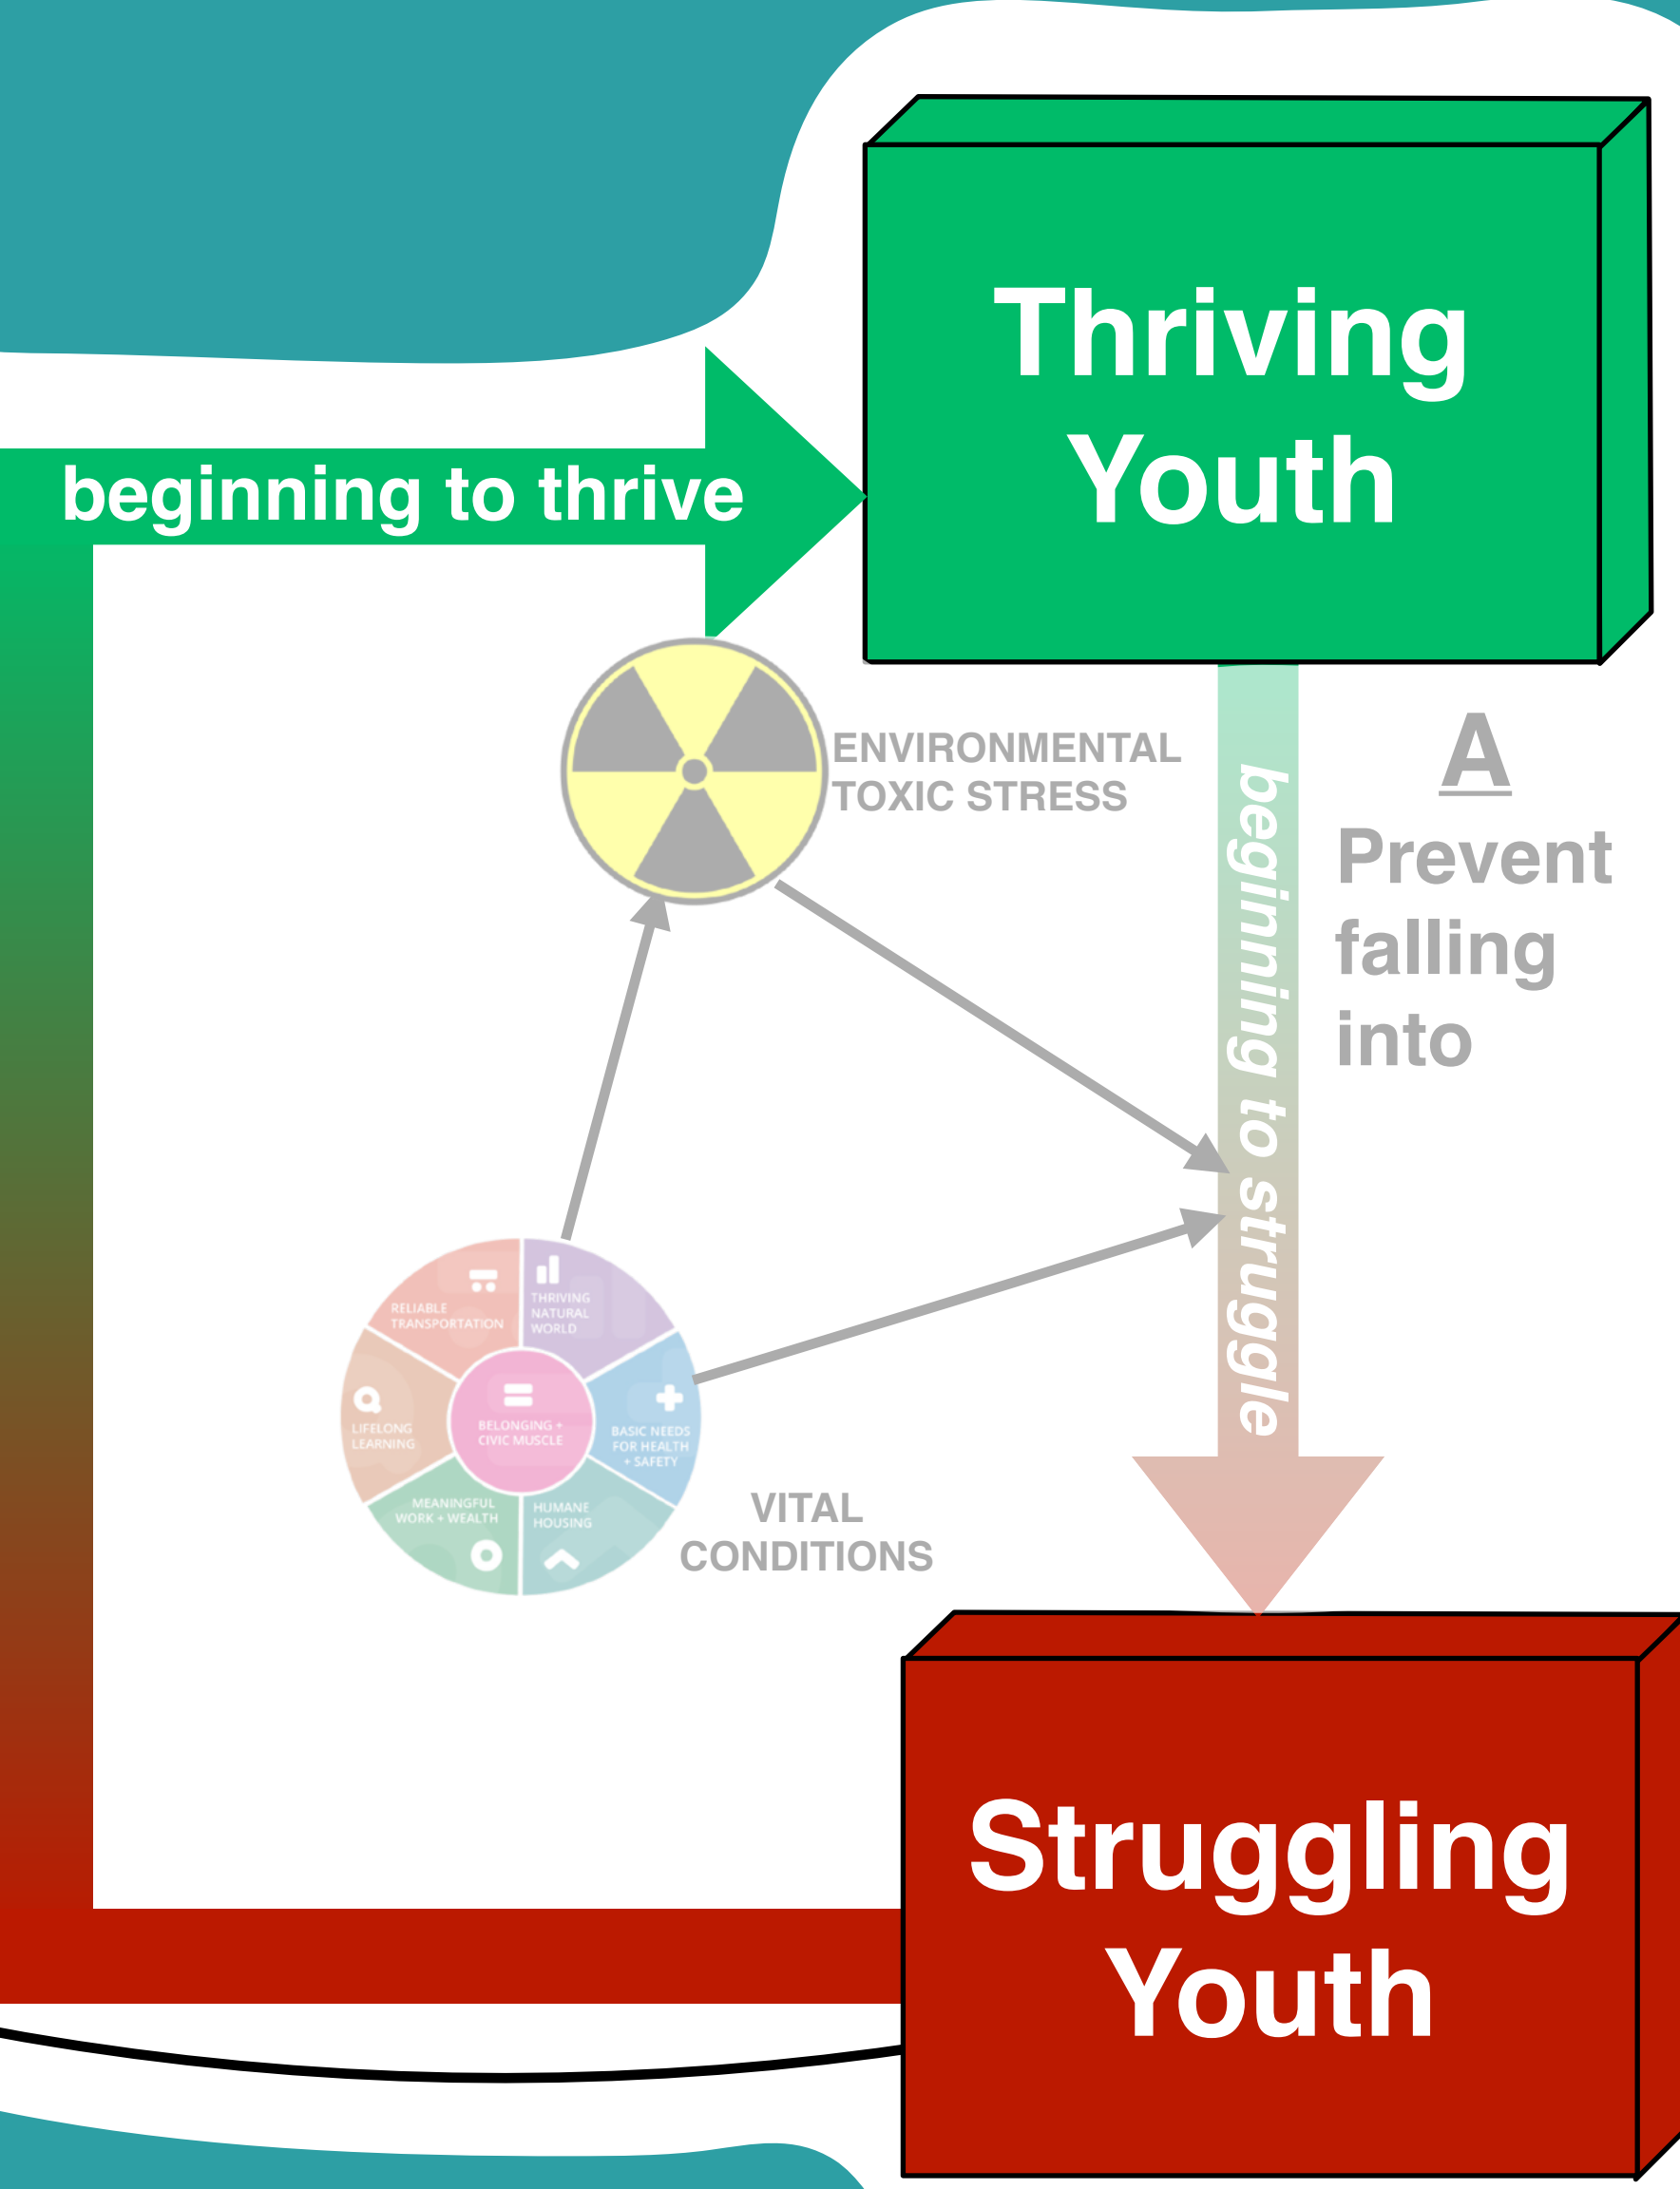 Thriving
Youth
beginning to thrive
ENVIRONMENTAL
TOXIC STRESS
A
Prevent
falling
into
beginning to struggle
RELIABLE
TRANSPORTATION
THRIVING
NATURAL
WORLD
LIFELONG
LEARNING
BELONGING +
CIVIC MUSCLE
BASIC NEEDS
FOR HEALTH
+ SAFETY
MEANINGFUL
WORK + WEALTH
HUMANE
HOUSING
VITAL
CONDITIONS
Struggling
Youth